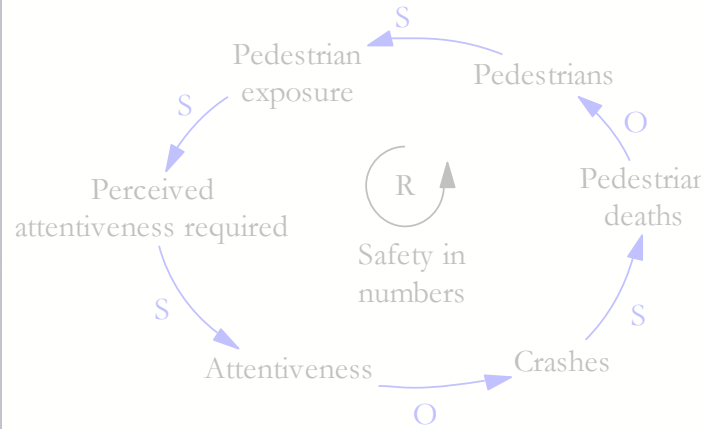 S
Pedestrian
exposure
Pedestrians
S
O
Perceived
attentiveness required
R
Pedestrian
deaths
Safety in
numbers
S
S
Attentiveness
Crashes
O